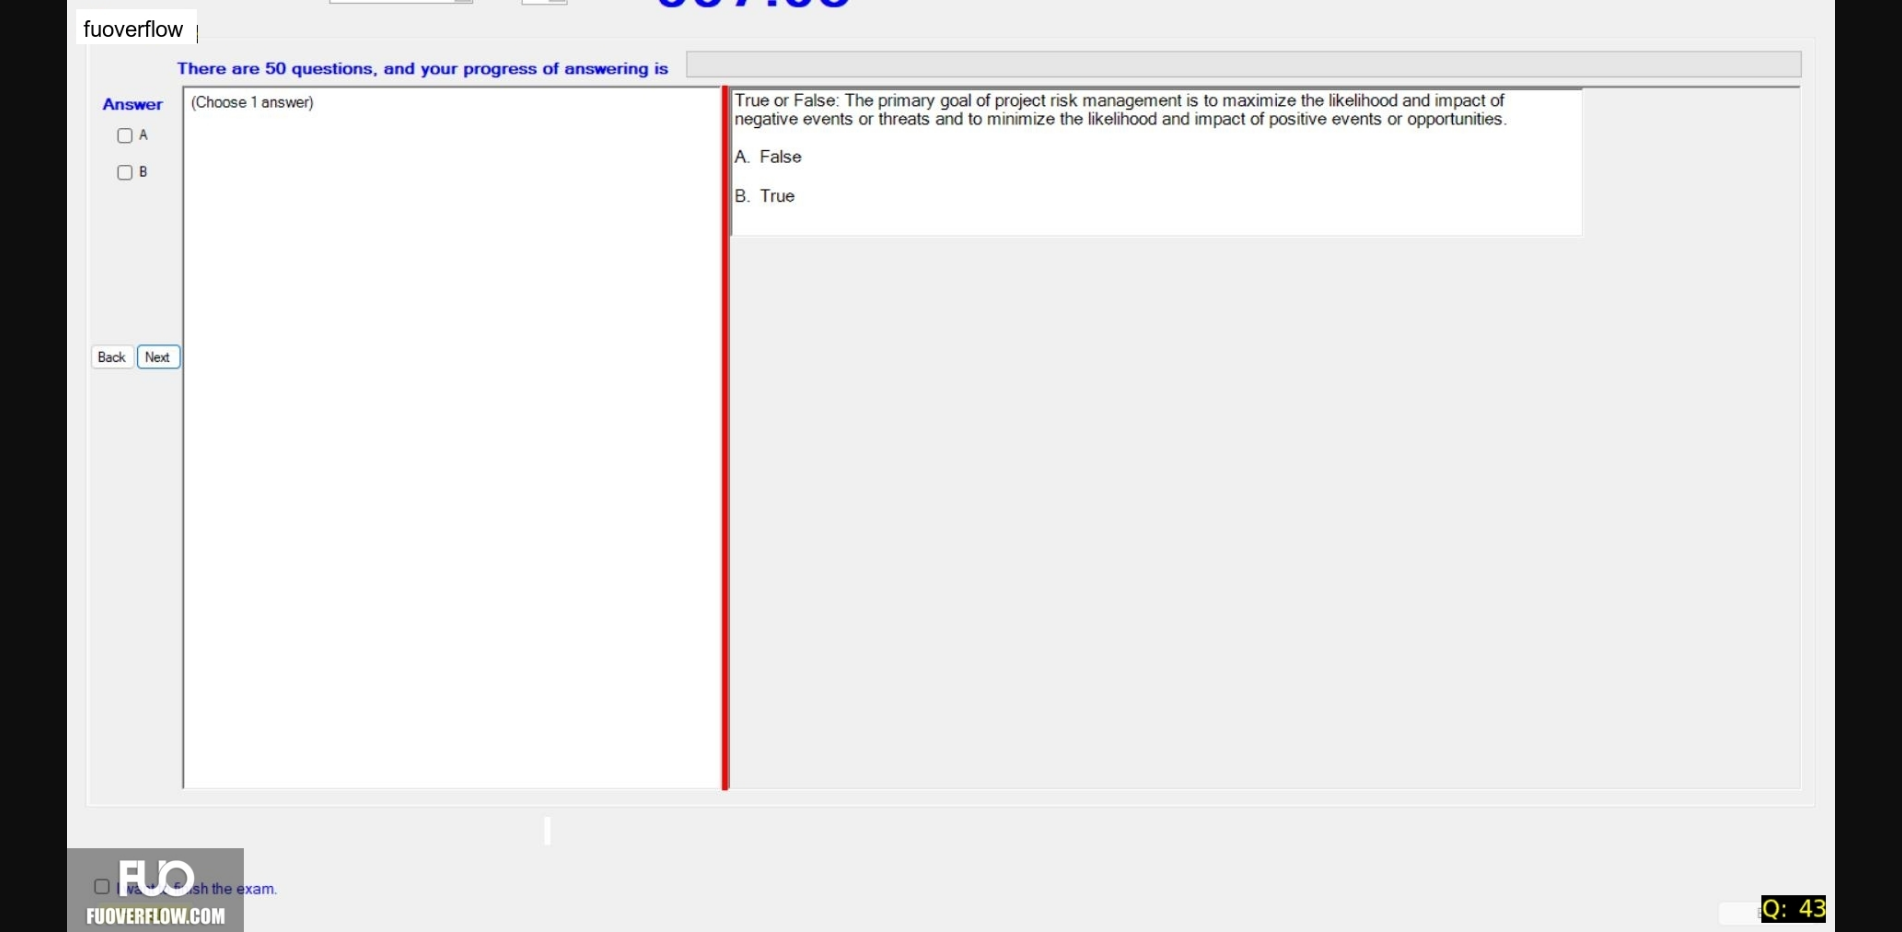 fuoverflow
There are 50 questions, and your progress of answering is
Answer
(Choose 1 answer)
A
B
Back
Next
True or False: The primary goal of project risk management is to maximize the likelihood and impact of
negative events or threats and to minimize the likelihood and impact of positive events or opportunities.
A. False
B. True
FUO
sh the exam.
FUOVERFLOW.COM
Q: 43